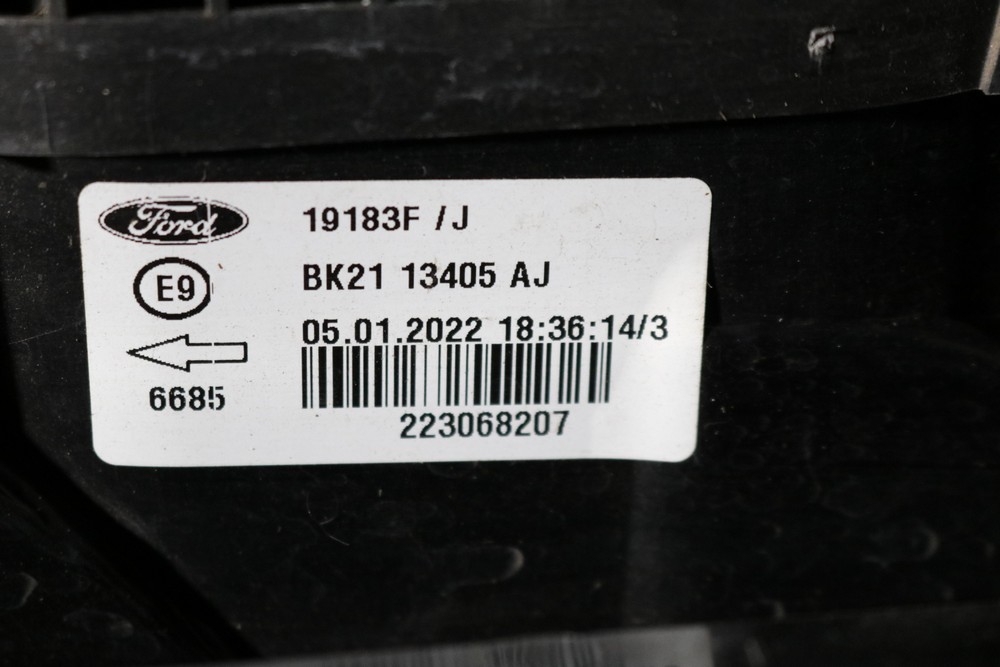 Ford
19183F /J
E9
BK21 13405 AJ
05.01.2022 18:36:14/3
6685
223068207